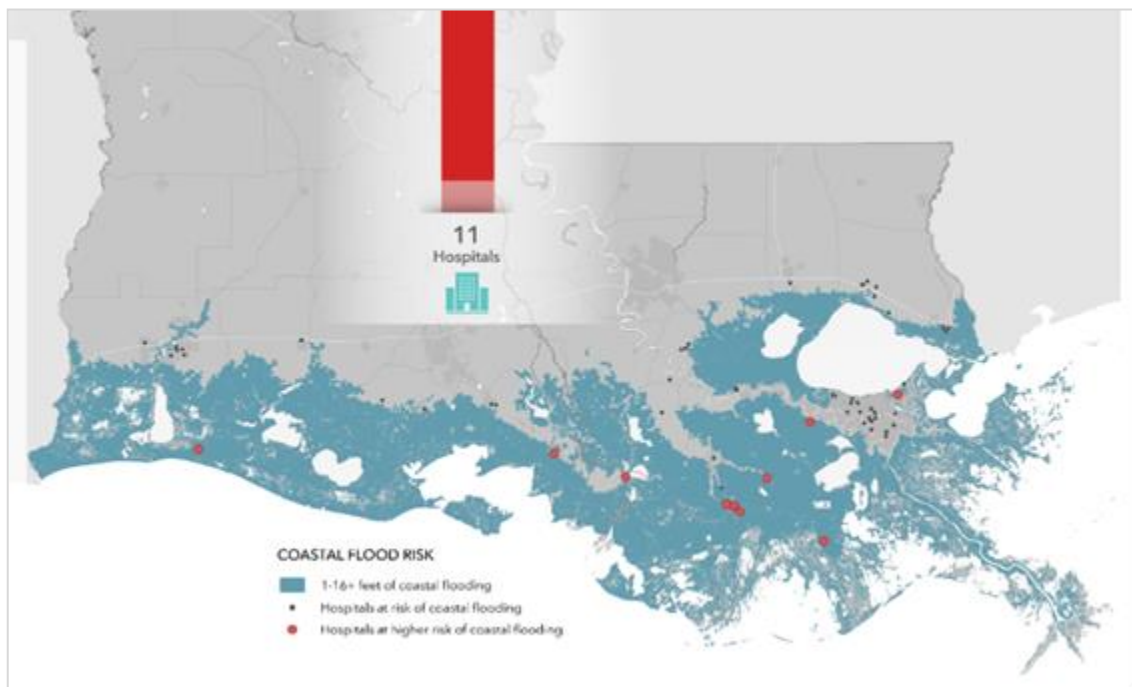 11
Hospitals
COASTAL FLOOD RISK
1-16+ feet of coastal flooding
Hospitals at risk of coastal flooding
Hospitals at higher risk of coastal flooding